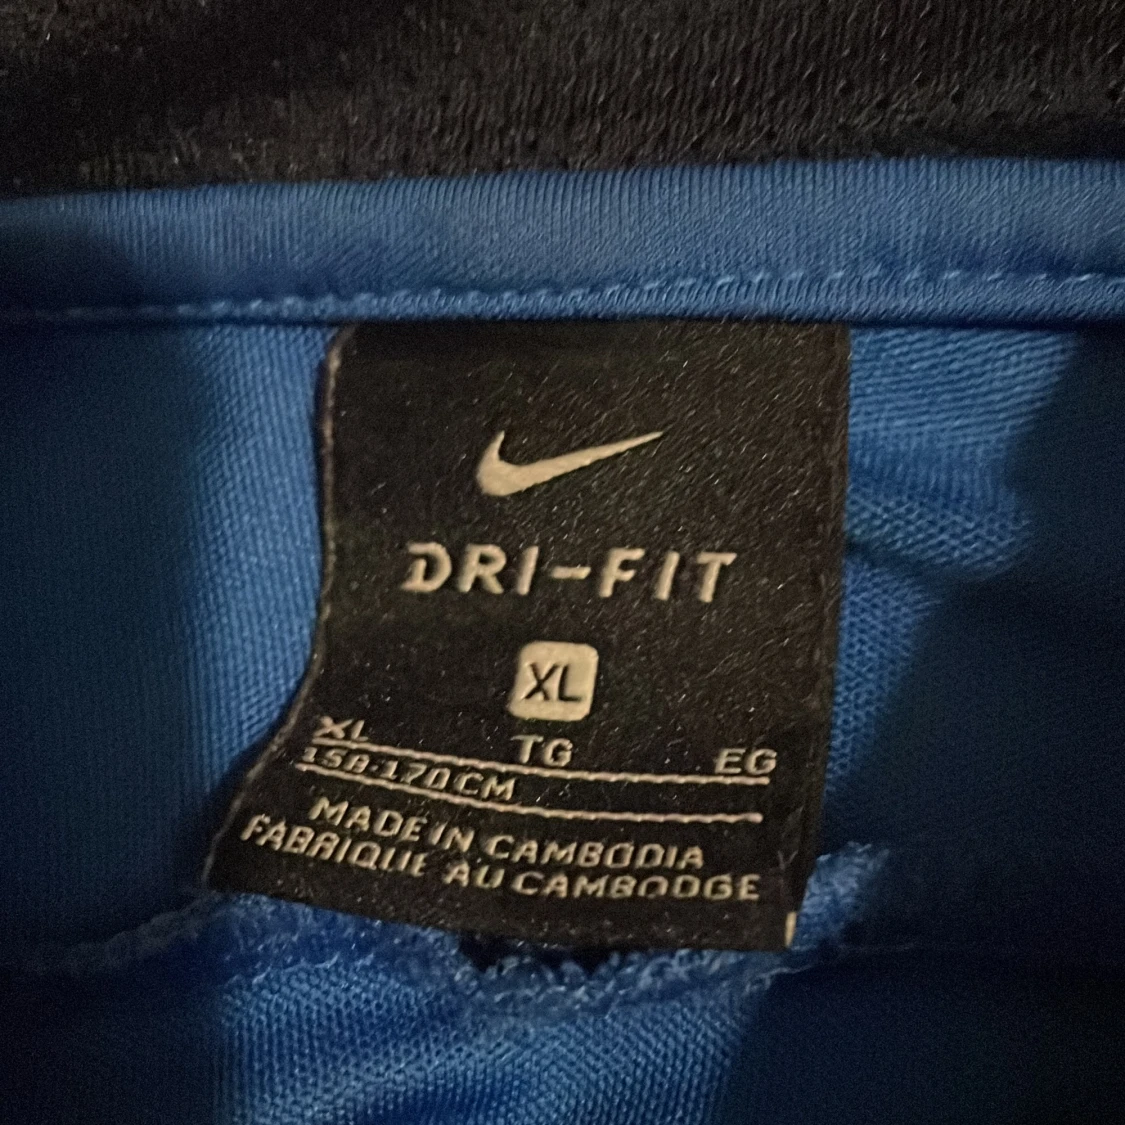 DRI-FIT
XL
XL TG EG
158-170CM
MADE IN CAMBODIA
FABRIQUE AU CAMBODGE